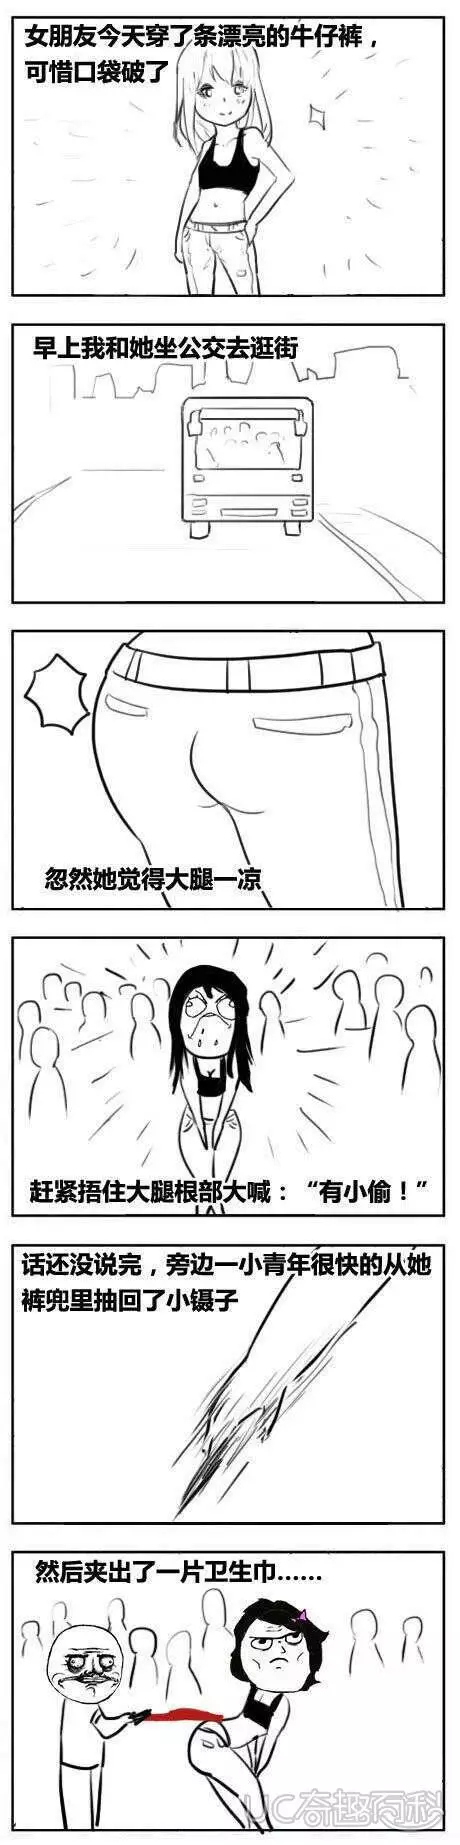 女朋友今天穿了条漂亮的牛仔裤，
可惜口袋破了
早上我和她坐公交去逛街
忽然她觉得大腿一凉
赶紧捂住大腿根部大喊：“有小偷！”
话还没说完，旁边一小青年很快的从她
裤兜里抽回了小镊子
然后夹出了一片卫生巾……
UC奇趣百科